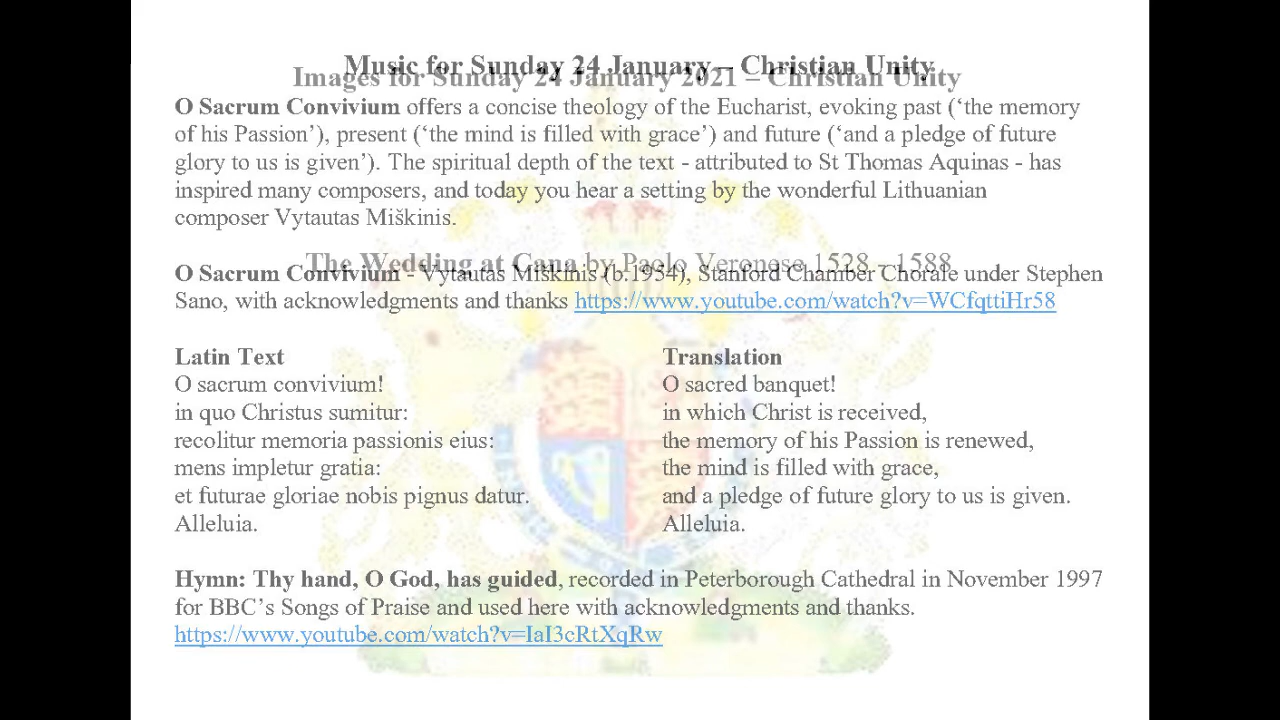 Music for Sunday 24 January – Christian Unity
Images for Sunday 24 January 2021 – Christian Unity
O Sacrum Convivium offers a concise theology of the Eucharist, evoking past (‘the memory
of his Passion’), present (‘the mind is filled with grace’) and future (‘and a pledge of future
glory to us is given’). The spiritual depth of the text - attributed to St Thomas Aquinas - has
inspired many composers, and today you hear a setting by the wonderful Lithuanian
composer Vytautas Miškinis.
The Wedding at Cana by Paolo Veronese 1528 – 1588
O Sacrum Convivium - Vytautas Miškinis (b.1954), Stanford Chamber Chorale under Stephen
Sano, with acknowledgments and thanks https://www.youtube.com/watch?v=WCfqttiHr58
Latin Text
O sacrum convivium!
in quo Christus sumitur:
recolitur memoria passionis eius:
mens impletur gratia:
et futurae gloriae nobis pignus datur.
Alleluia.
Translation
O sacred banquet!
in which Christ is received,
the memory of his Passion is renewed,
the mind is filled with grace,
and a pledge of future glory to us is given.
Alleluia.
Hymn: Thy hand, O God, has guided, recorded in Peterborough Cathedral in November 1997
for BBC’s Songs of Praise and used here with acknowledgments and thanks.
https://www.youtube.com/watch?v=IaI3cRtXqRw